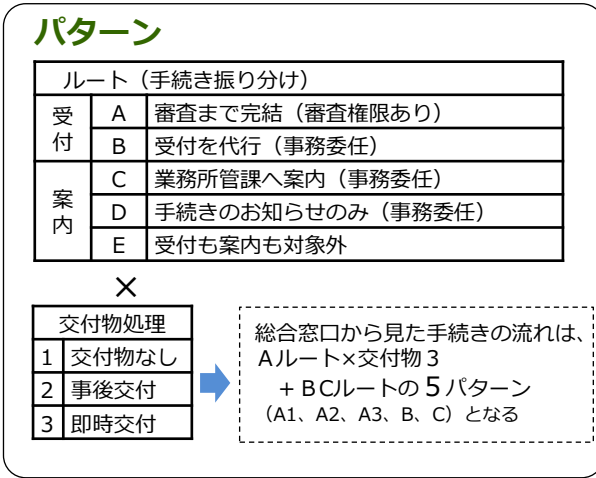 パターン
ルート（手続き振り分け）
受付
A 審査まで完結（審査権限あり）
B 受付を代行（事務委任）
案内
C 業務所管課へ案内（事務委任）
D 手続きのお知らせのみ（事務委任）
E 受付も案内も対象外
×
交付物処理
1 交付物なし
2 事後交付
3 即時交付
総合窓口から見た手続きの流れは、
Aルート×交付物３
＋ＢCルートの５パターン
（A1、A2、A3、B、C）となる